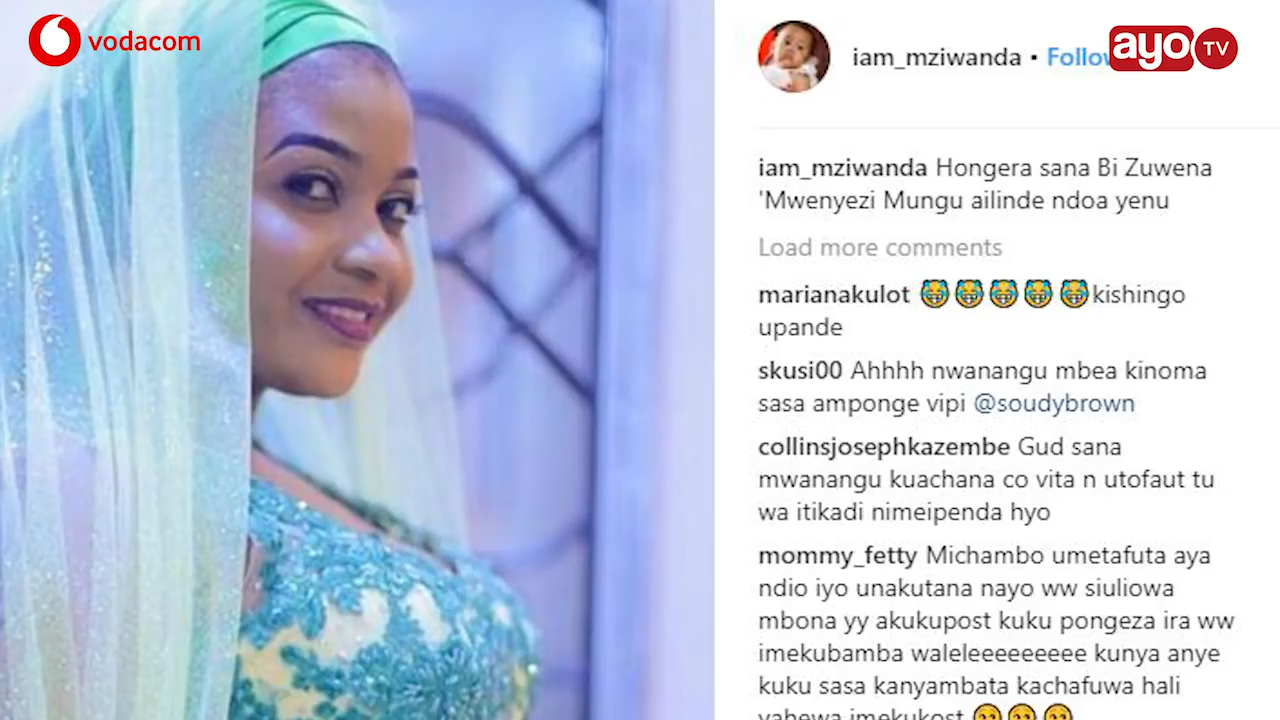 vodacom
iam_mziwanda • Follow
ayo TV
iam_mziwanda Hongera sana Bi Zuwena
'Mwenyezi Mungu ailinde ndoa yenu
Load more comments
marianakulot 😹😹😹😹😹kishingo
upande
skusi00 Ahhhh nwanangu mbea kinoma
sasa amponge vipi @soudybrown
collinsjosephkazembe Gud sana
mwanangu kuachana co vita n utofaut tu
wa itikadi nimeipenda hyo
mommy_fetty Michambo umetafuta aya
ndio iyo unakutana nayo ww siuliowa
mbona yy akukupost kuku pongeza ira ww
imekubamba waleleeeeeeeee kunya anye
kuku sasa kanyambata kachafuwa hali
yahewa imekukost